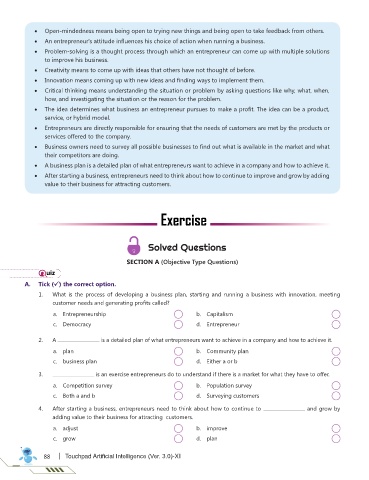 • Open-mindedness means being open to trying new things and being open to take feedback from others.
• An entrepreneur's attitude influences his choice of action when running a business.
• Problem-solving is a thought process through which an entrepreneur can come up with multiple solutions
to improve his business.
• Creativity means to come up with ideas that others have not thought of before.
• Innovation means coming up with new ideas and finding ways to implement them.
• Critical thinking means understanding the situation or problem by asking questions like why, what, when,
how, and investigating the situation or the reason for the problem.
• The idea determines what business an entrepreneur pursues to make a profit. The idea can be a product,
service, or hybrid model.
• Entrepreneurs are directly responsible for ensuring that the needs of customers are met by the products or
services offered to the company.
• Business owners need to survey all possible businesses to find out what is available in the market and what
their competitors are doing.
• A business plan is a detailed plan of what entrepreneurs want to achieve in a company and how to achieve it.
• After starting a business, entrepreneurs need to think about how to continue to improve and grow by adding
value to their business for attracting customers.
Exercise
Solved Questions
SECTION A (Objective Type Questions)
Quiz
A. Tick (✓) the correct option.
1. What is the process of developing a business plan, starting and running a business with innovation, meeting
customer needs and generating profits called?
a. Entrepreneurship b. Capitalism
c. Democracy d. Entrepreneur
2. A .................... is a detailed plan of what entrepreneurs want to achieve in a company and how to achieve it.
a. plan b. Community plan
c. business plan d. Either a or b
3. .................... is an exercise entrepreneurs do to understand if there is a market for what they have to offer.
a. Competition survey b. Population survey
c. Both a and b d. Surveying customers
4. After starting a business, entrepreneurs need to think about how to continue to .................... and grow by
adding value to their business for attracting customers.
a. adjust b. improve
c. grow d. plan
88 | Touchpad Artificial Intelligence (Ver. 3.0)-XI